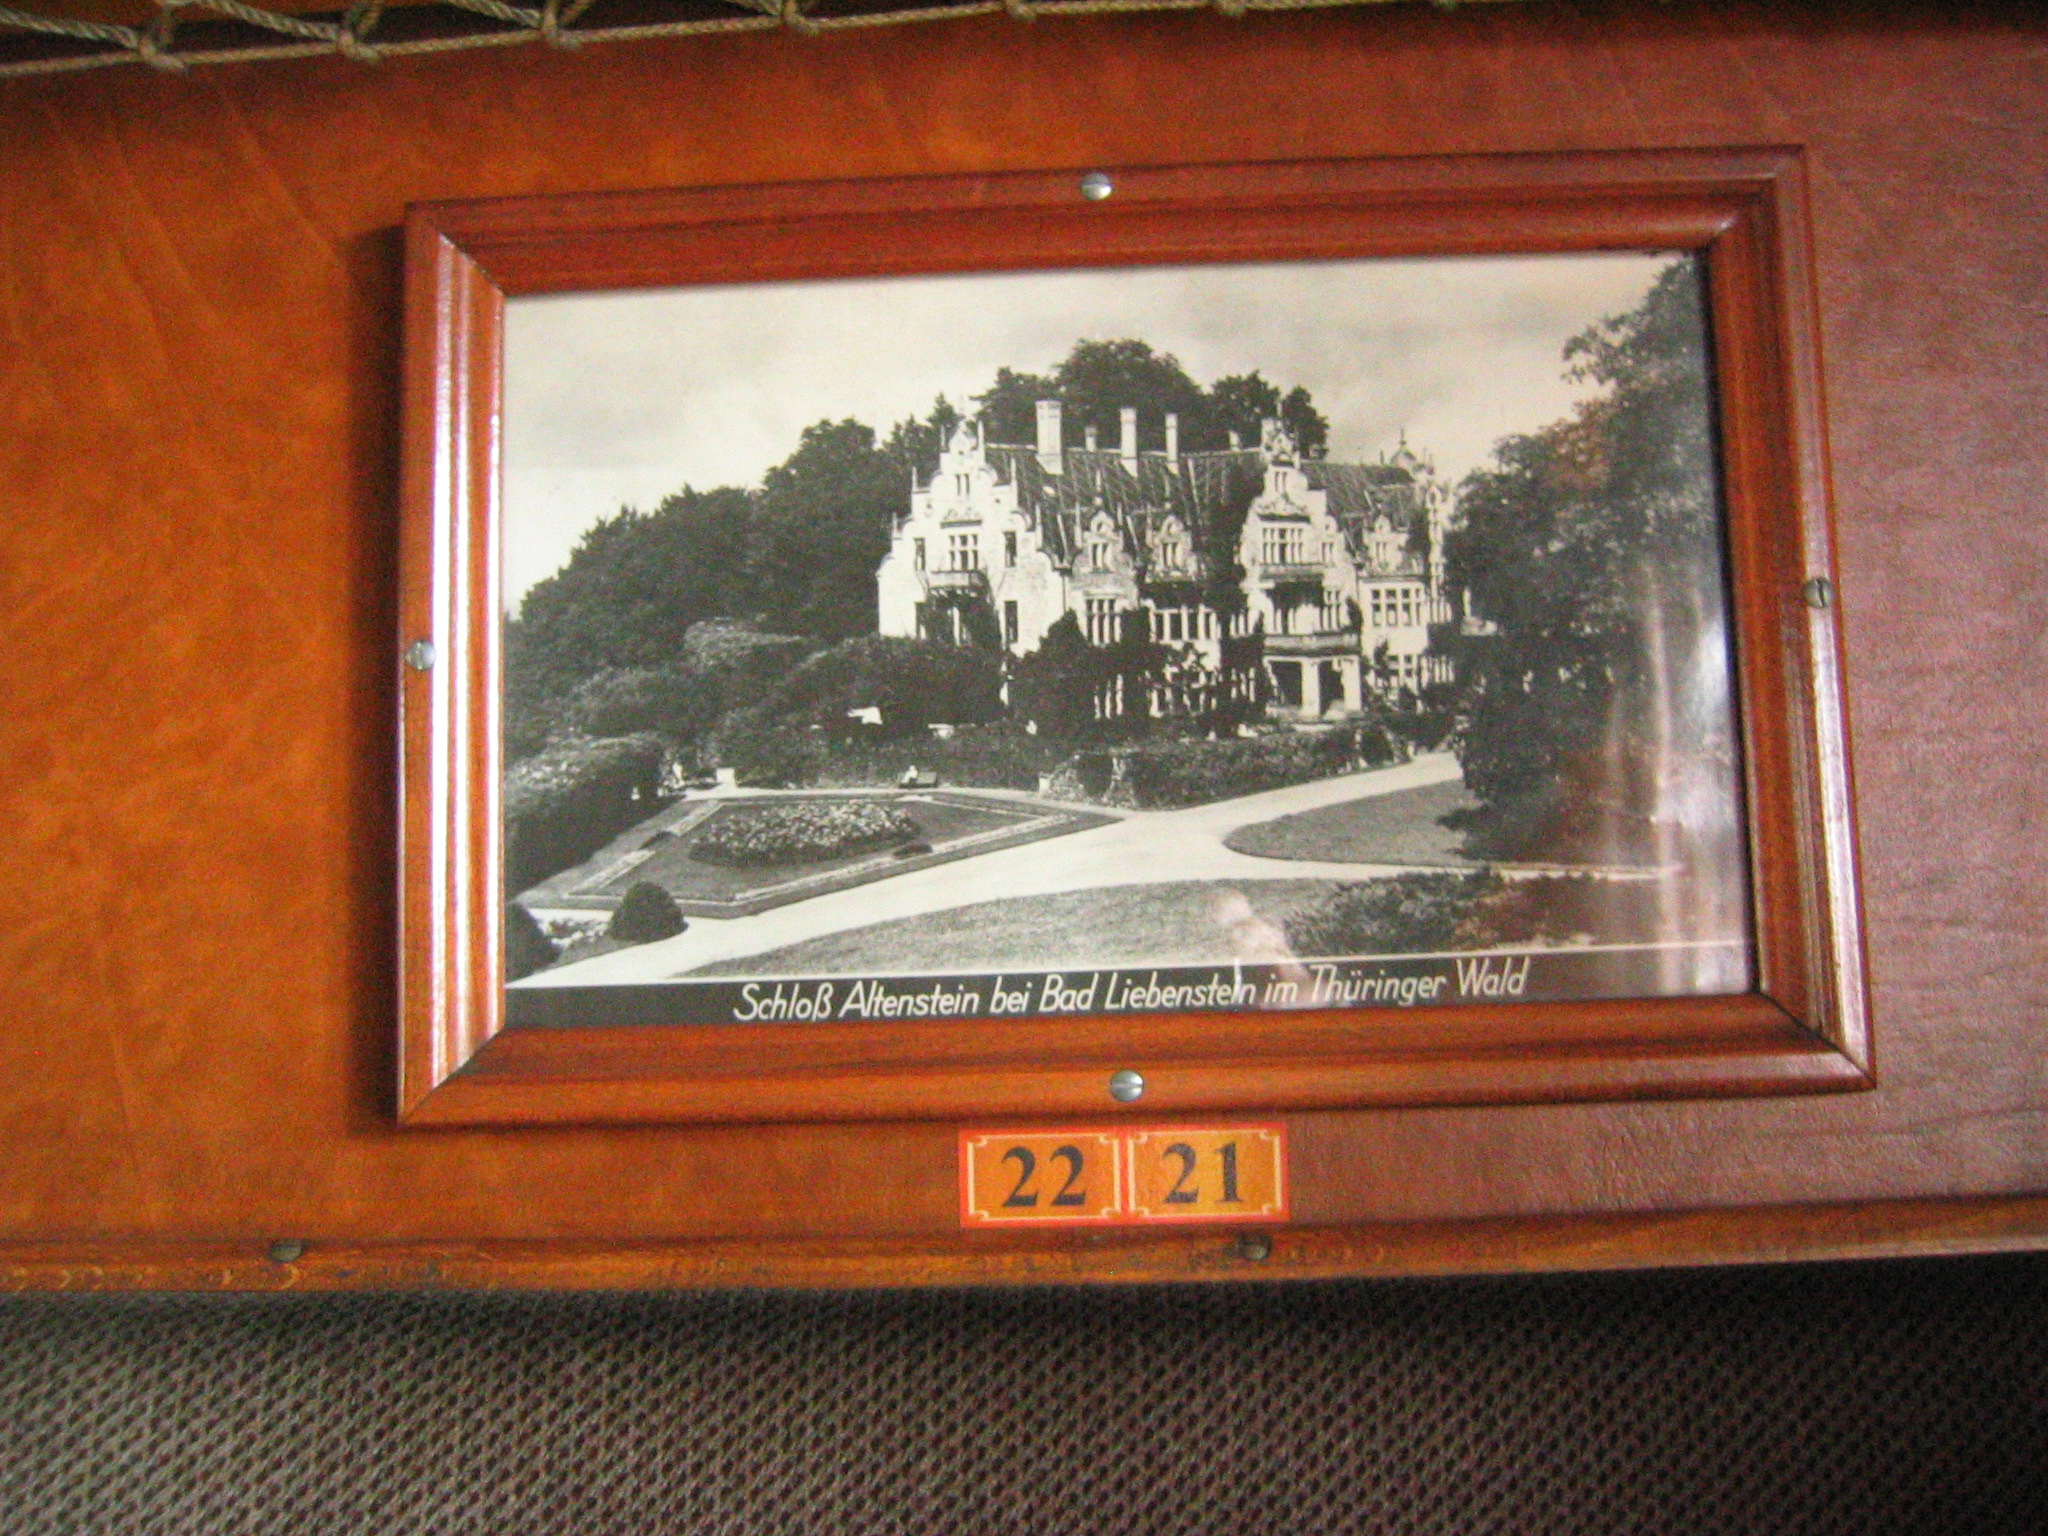 Schloß Altenstein bei Bad Liebenstein im Thüringer Wald
22 21